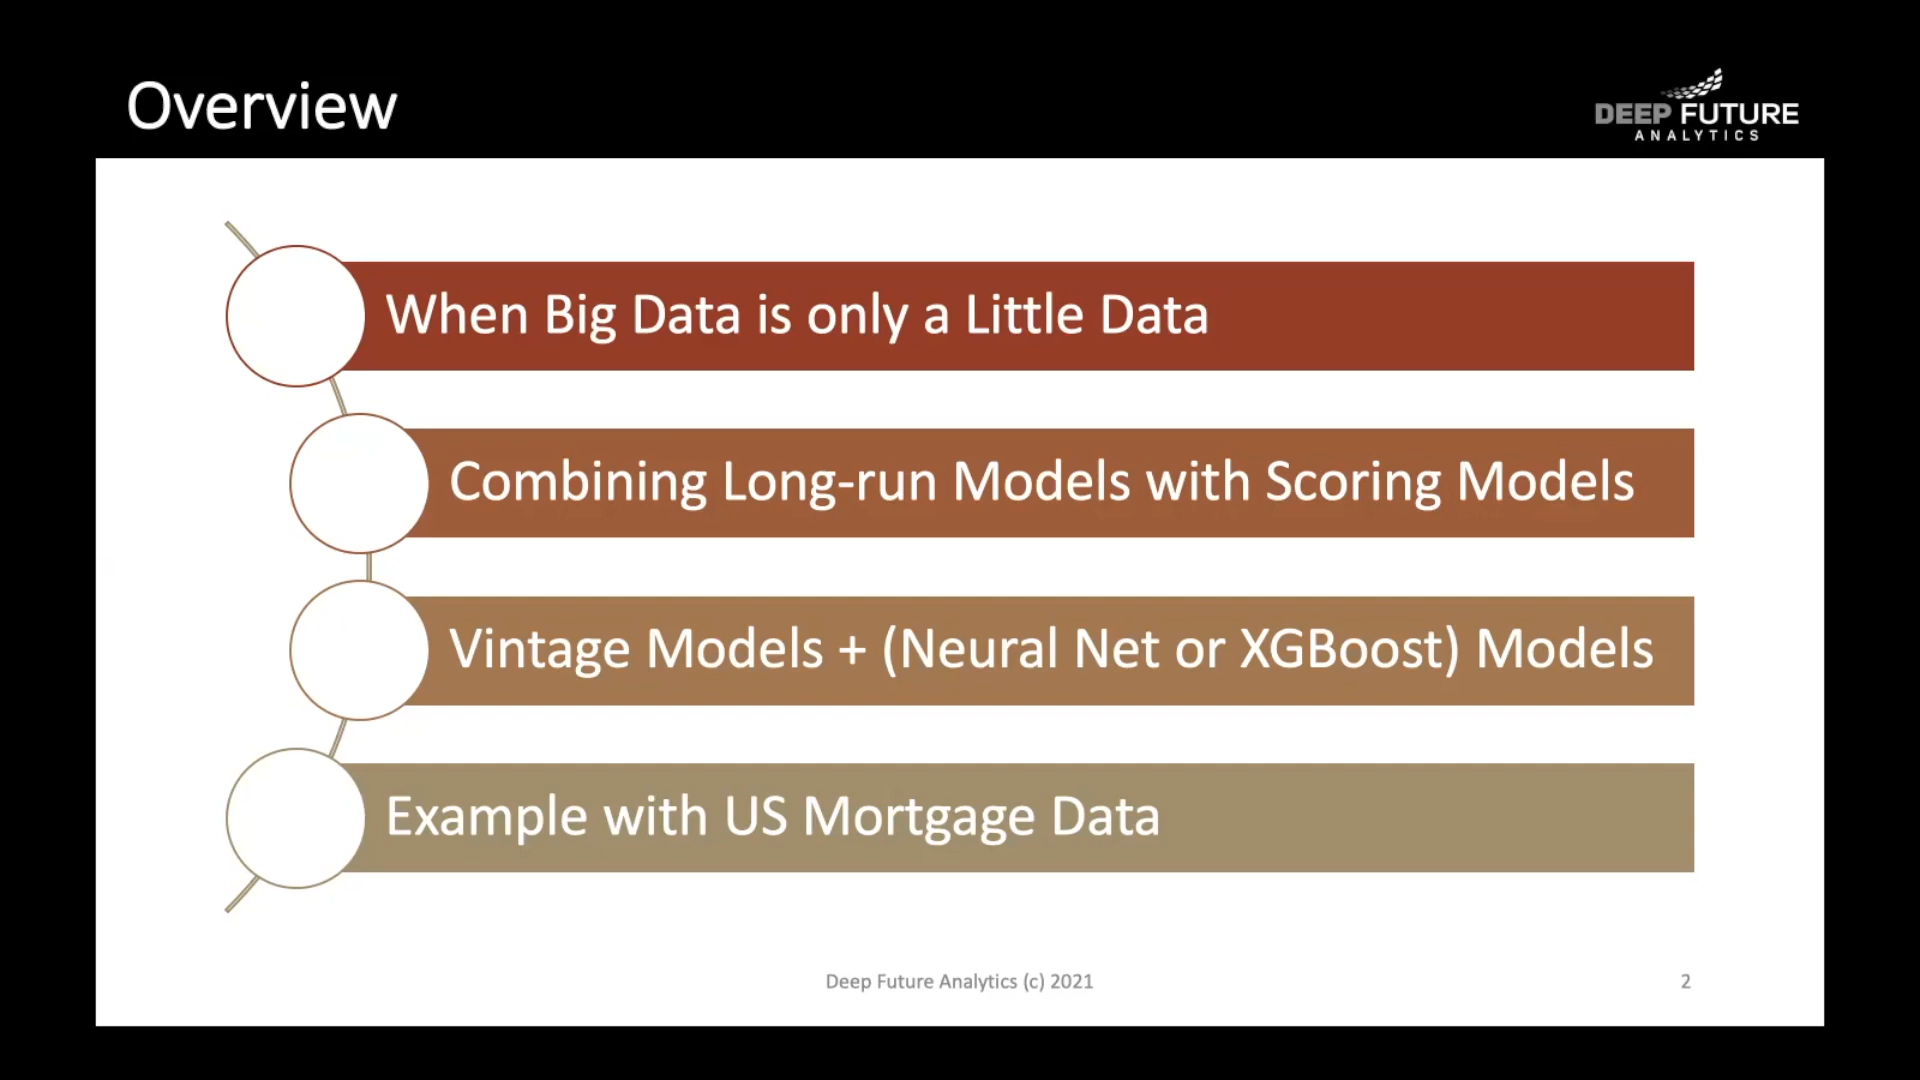 Overview
DEEP FUTURE
ANALYTICS
When Big Data is only a Little Data
Combining Long-run Models with Scoring Models
Vintage Models + (Neural Net or XGBoost) Models
Example with US Mortgage Data
Deep Future Analytics (c) 2021
2